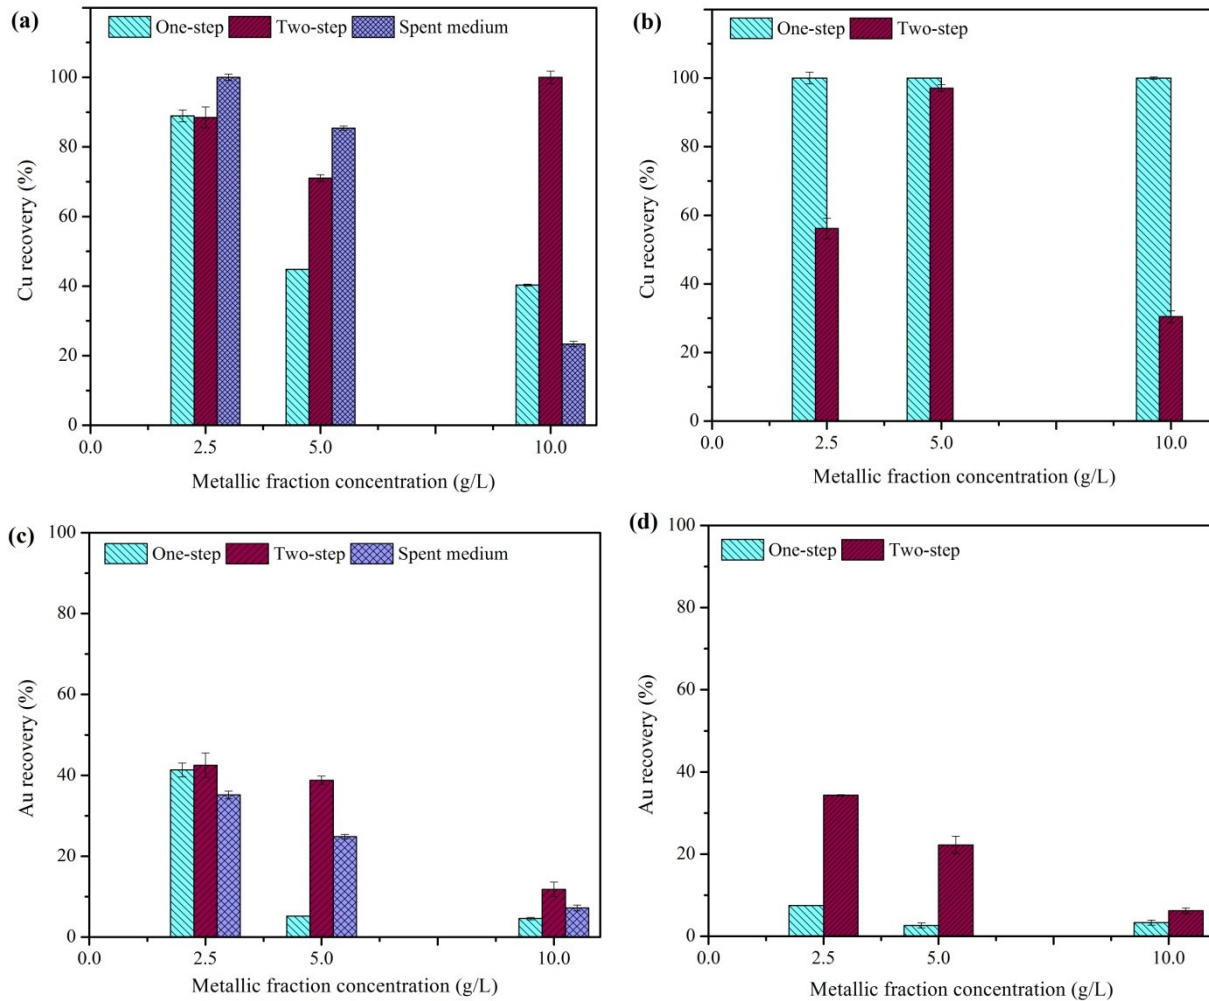 (a)
One-step Two-step Spent medium
100
80
60
40
20
0
Cu recovery (%)
0.0 2.5 5.0 10.0
Metallic fraction concentration (g/L)
(b)
One-step Two-step
100
80
60
40
20
0
Cu recovery (%)
0.0 2.5 5.0 10.0
Metallic fraction concentration (g/L)
(c)
One-step Two-step Spent medium
100
80
60
40
20
0
Au recovery (%)
0.0 2.5 5.0 10.0
Metallic fraction concentration (g/L)
(d)
One-step Two-step
100
80
60
40
20
0
Au recovery (%)
0.0 2.5 5.0 10.0
Metallic fraction concentration (g/L)